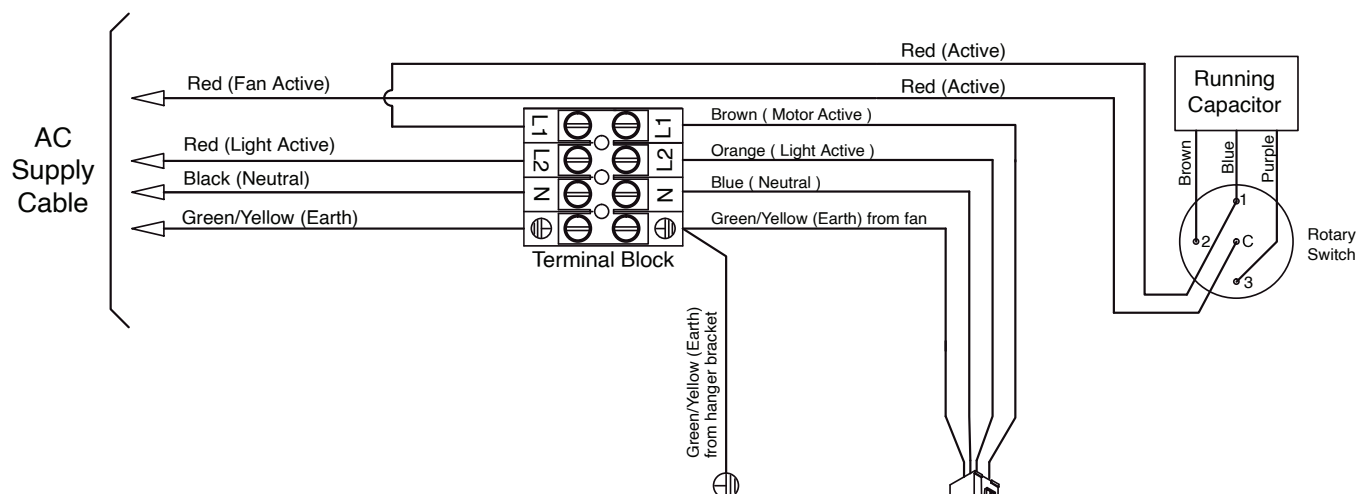 Red (Active)
Red (Fan Active)
Red (Active)
Running
Capacitor
Brown ( Motor Active )
L1
L1
AC
Supply
Cable
Red (Light Active)
L2
L2
Orange ( Light Active )
Brown
Blue
Purple
Black (Neutral)
N
N
Blue ( Neutral )
Green/Yellow (Earth)
Green/Yellow (Earth) from fan
1
2
C
3
Rotary
Switch
Terminal Block
Green/Yellow (Earth)
from hanger bracket